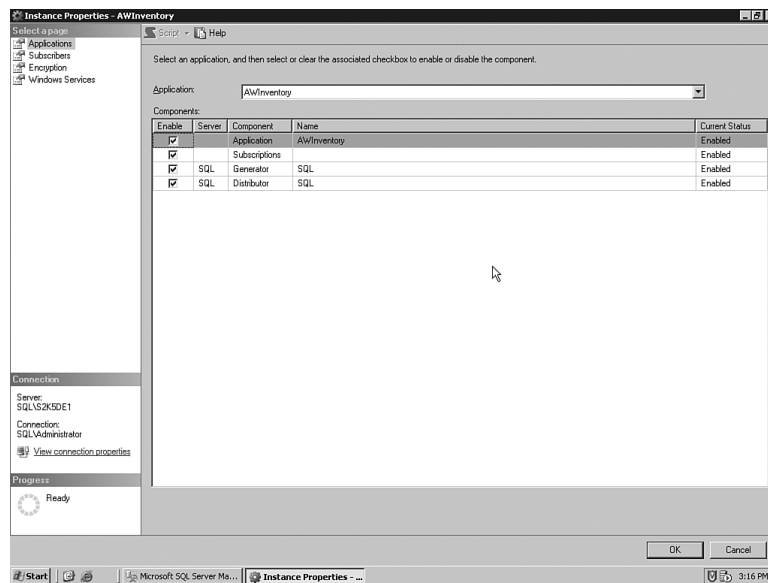 Instance Properties - AWInventory
Select a page
Applications
Subscribers
Encryption
Windows Services
Script Help
Select an application, and then select or clear the associated checkbox to enable or disable the component.
Application: AWInventory
Components:
Enable Server Component Name Current Status
Application AWInventory Enabled
Subscriptions Enabled
SQL Generator SQL Enabled
SQL Distributor SQL Enabled
Connection
Server:
SQL\S2K5DE1
Connection:
SQL\Administrator
View connection properties
Progress
Ready
OK Cancel
Start Microsoft SQL Server Ma... Instance Properties - ... 3:16 PM